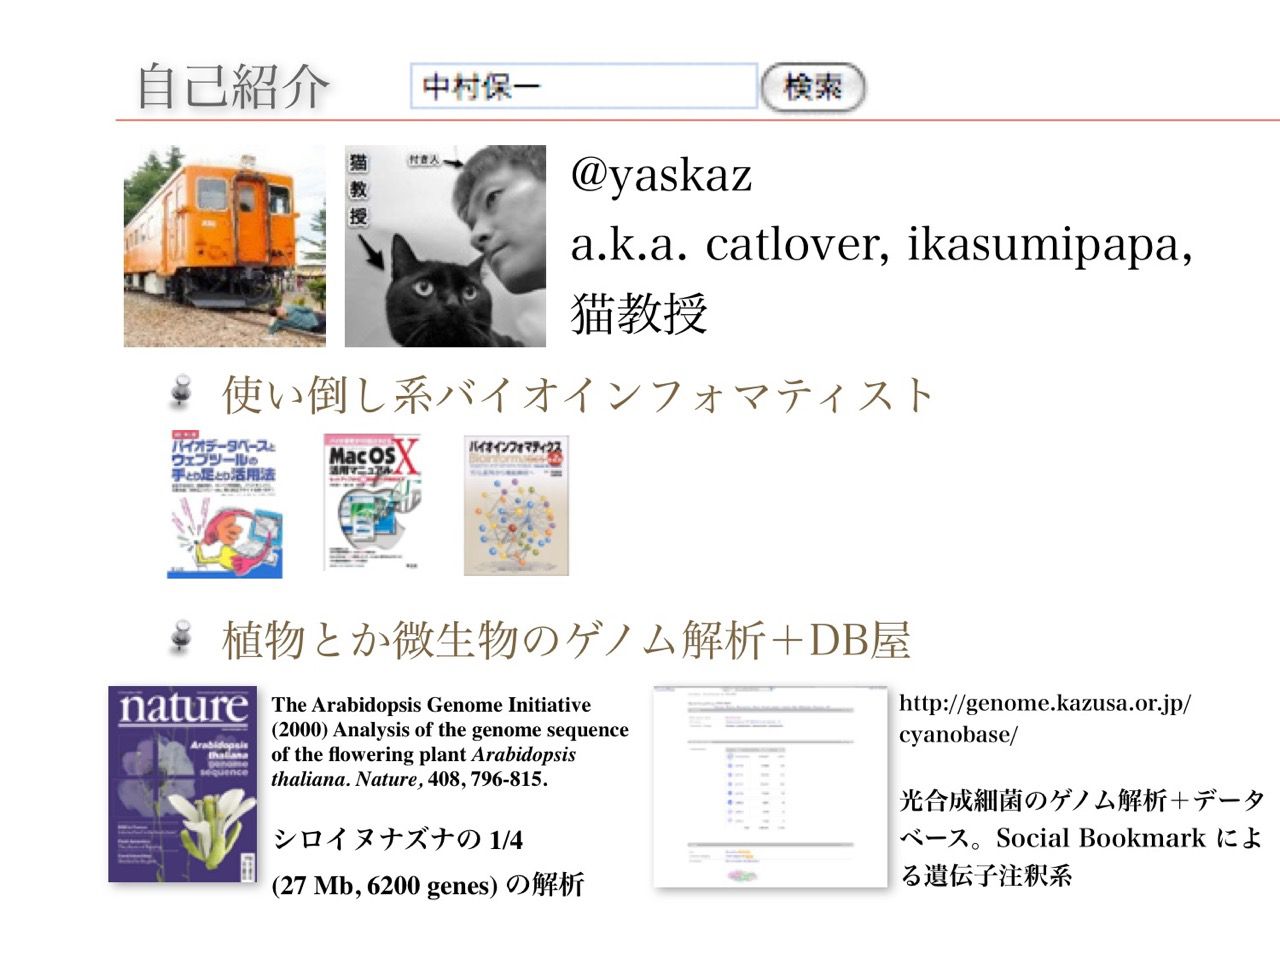 自己紹介
中村保一 検索
猫教授
付き人
@yaskaz
a.k.a. catlover, ikasumipapa,
猫教授
使い倒し系バイオインフォマティスト
バイオデータベースと
ウェブツールの
手とり足とり活用法
Mac OS X
活用マニュアル
バイオインフォマティクス
植物とか微生物のゲノム解析＋DB屋
nature
Arabidopsis
thaliana
genome
sequence
The Arabidopsis Genome Initiative
(2000) Analysis of the genome sequence
of the flowering plant Arabidopsis
thaliana. Nature, 408, 796-815.
シロイヌナズナの 1/4
(27 Mb, 6200 genes) の解析
http://genome.kazusa.or.jp/
cyanobase/
光合成細菌のゲノム解析＋データ
ベース。Social Bookmark によ
る遺伝子注釈系